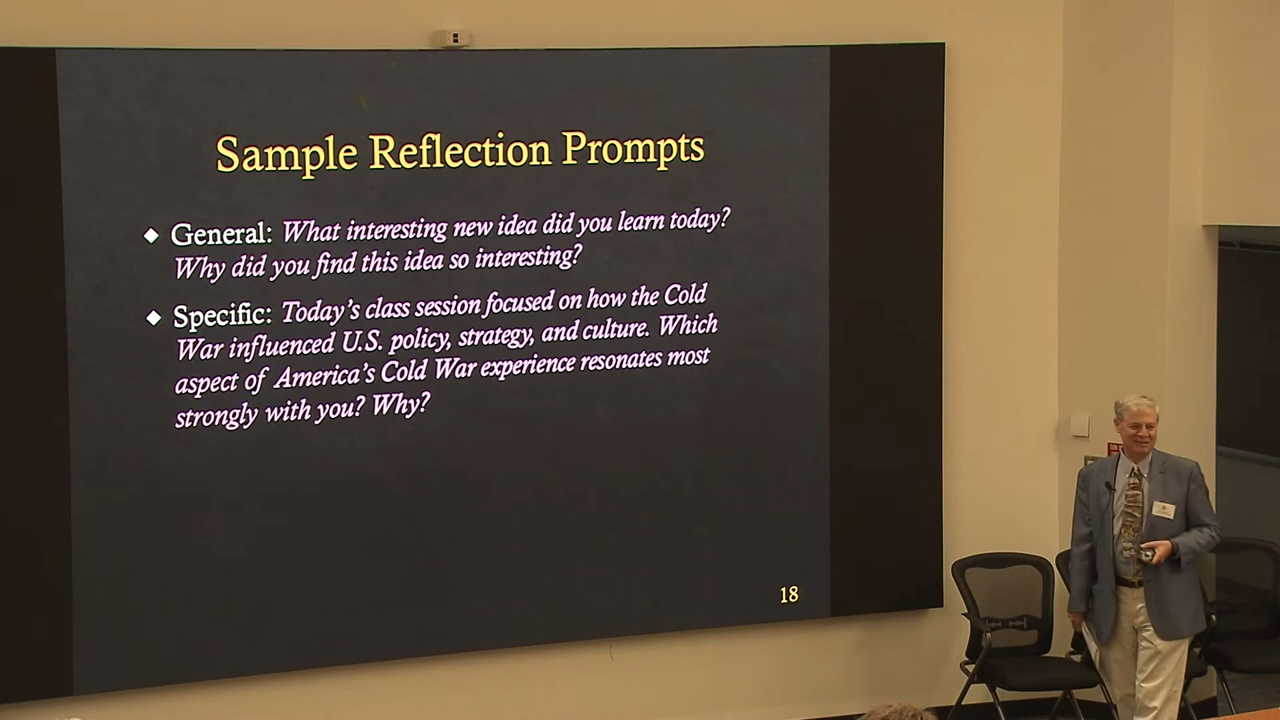 Sample Reflection Prompts
◆ General: What interesting new idea did you learn today?
Why did you find this idea so interesting?
◆ Specific: Today's class session focused on how the Cold
War influenced U.S. policy, strategy, and culture. Which
aspect of America's Cold War experience resonates most
strongly with you? Why?
18